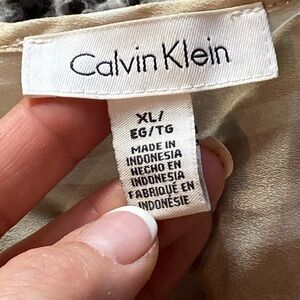 Calvin Klein
XL/
EG/TG
MADE IN
INDONESIA
HECHO EN
INDONESIA
FABRIQUÉ EN
INDONÉSIE